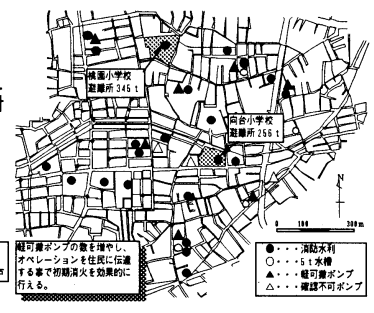 桃園小学校
避難所 345 t
向台小学校
避難所 256 t
N
0 100 300m
軽可搬ポンプの数を増やし、
オペレーションを住民に伝達
する事で初期消火を効果的に
行える。
●・・・消防水利
○・・・5t水槽
▲・・・軽可搬ポンプ
△・・・確認不可ポンプ